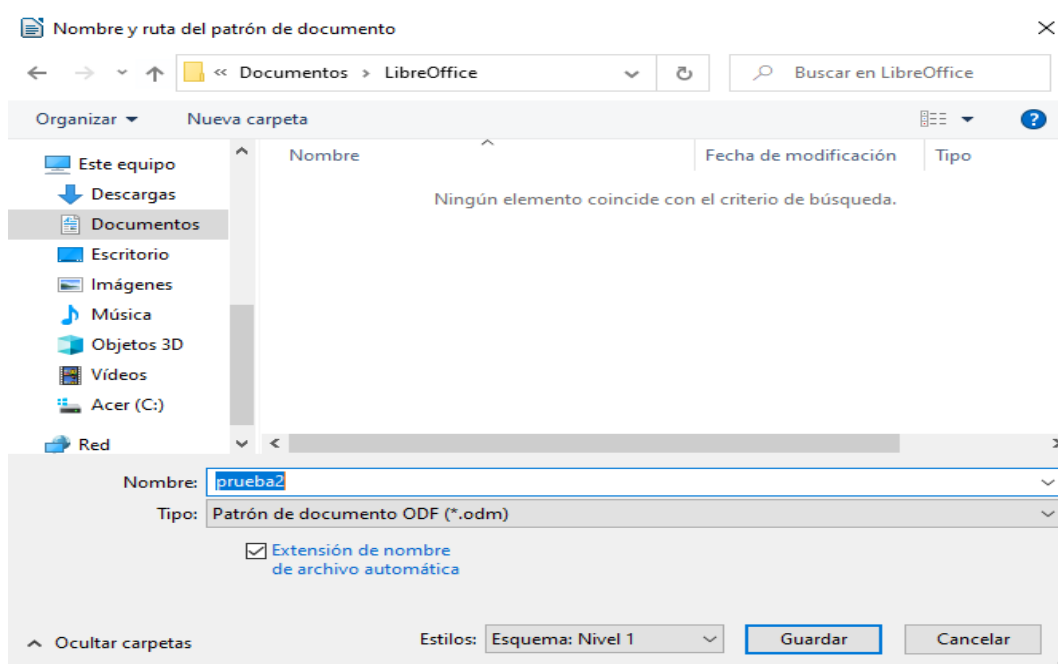 Nombre y ruta del patrón de documento
« Documentos › LibreOffice
Buscar en LibreOffice
Organizar
Nueva carpeta
?
Este equipo
Descargas
Documentos
Escritorio
Imágenes
Música
Objetos 3D
Vídeos
Acer (C:)
Red
Nombre
Fecha de modificación
Tipo
Ningún elemento coincide con el criterio de búsqueda.
Nombre: prueba2
Tipo: Patrón de documento ODF (*.odm)
Extensión de nombre
de archivo automática
Ocultar carpetas
Estilos: Esquema: Nivel 1
Guardar
Cancelar